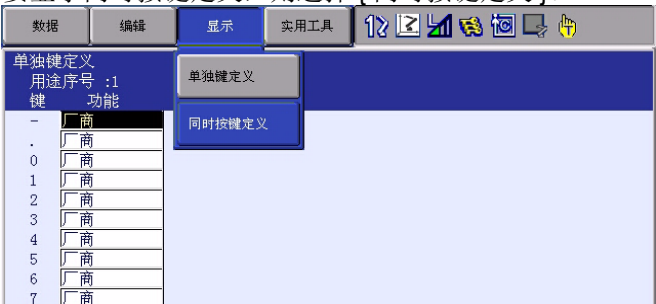 数据 编辑 显示 实用工具
单独键定义
用途序号 :1
键 功能
单独键定义
同时按键定义
- 厂商
. 厂商
0 厂商
1 厂商
2 厂商
3 厂商
4 厂商
5 厂商
6 厂商
7 厂商